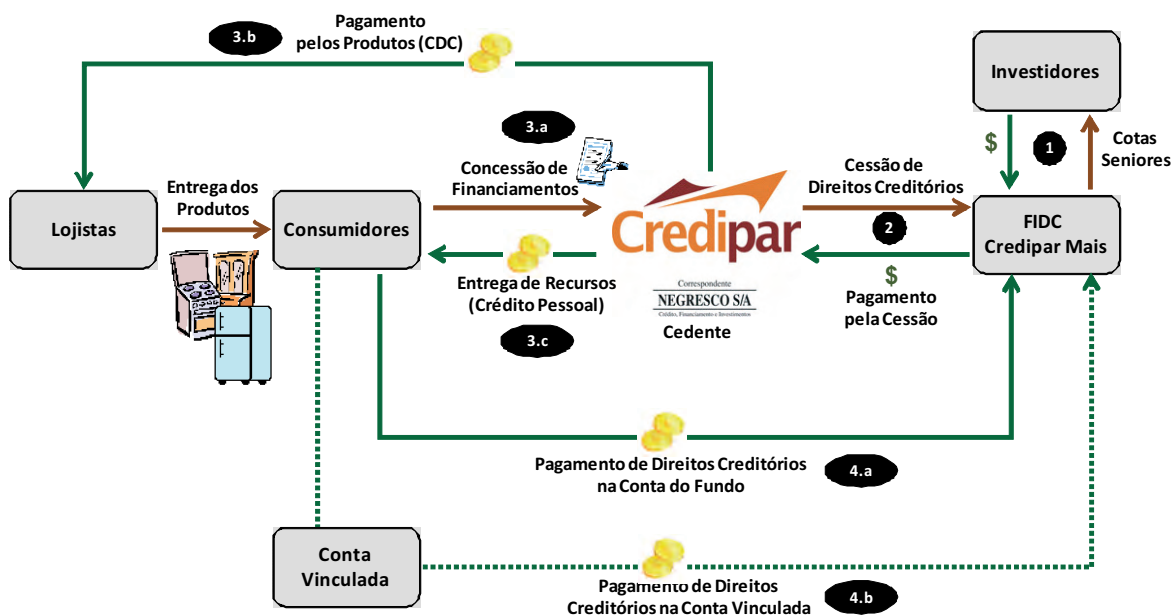 3.b
Pagamento
pelos Produtos (CDC)
Investidores
3.a
$
1
Cotas
Seniores
Concessão de
Financiamentos
Cessão de
Direitos Creditórios
Entrega dos
Produtos
Lojistas
Consumidores
Credipar
2
FIDC
Credipar Mais
Entrega de Recursos
(Crédito Pessoal)
3.c
Correspondente
NEGRESCO S/A
Crédito, Financiamento e Investimentos
Cedente
$
Pagamento
pela Cessão
Pagamento de Direitos Creditórios
na Conta do Fundo
4.a
Conta
Vinculada
Pagamento de Direitos
Creditórios na Conta Vinculada
4.b